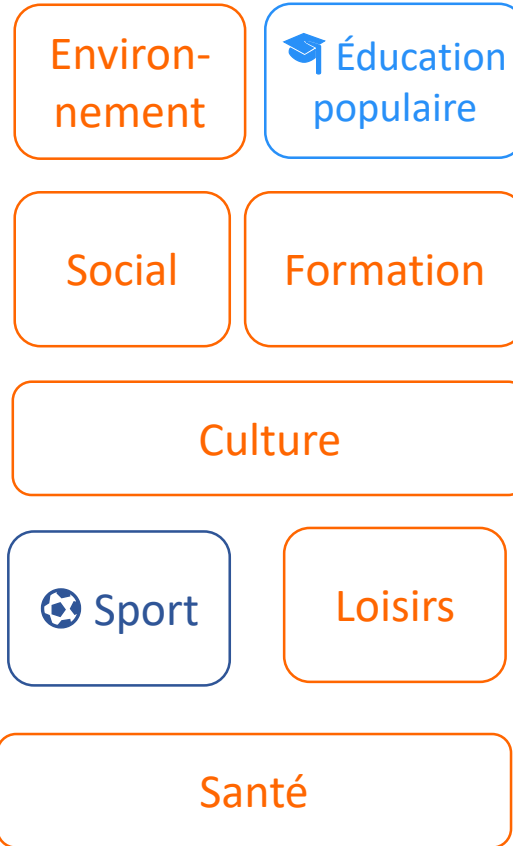 Environ-
nement
Éducation
populaire
Social
Formation
Culture
Sport
Loisirs
Santé